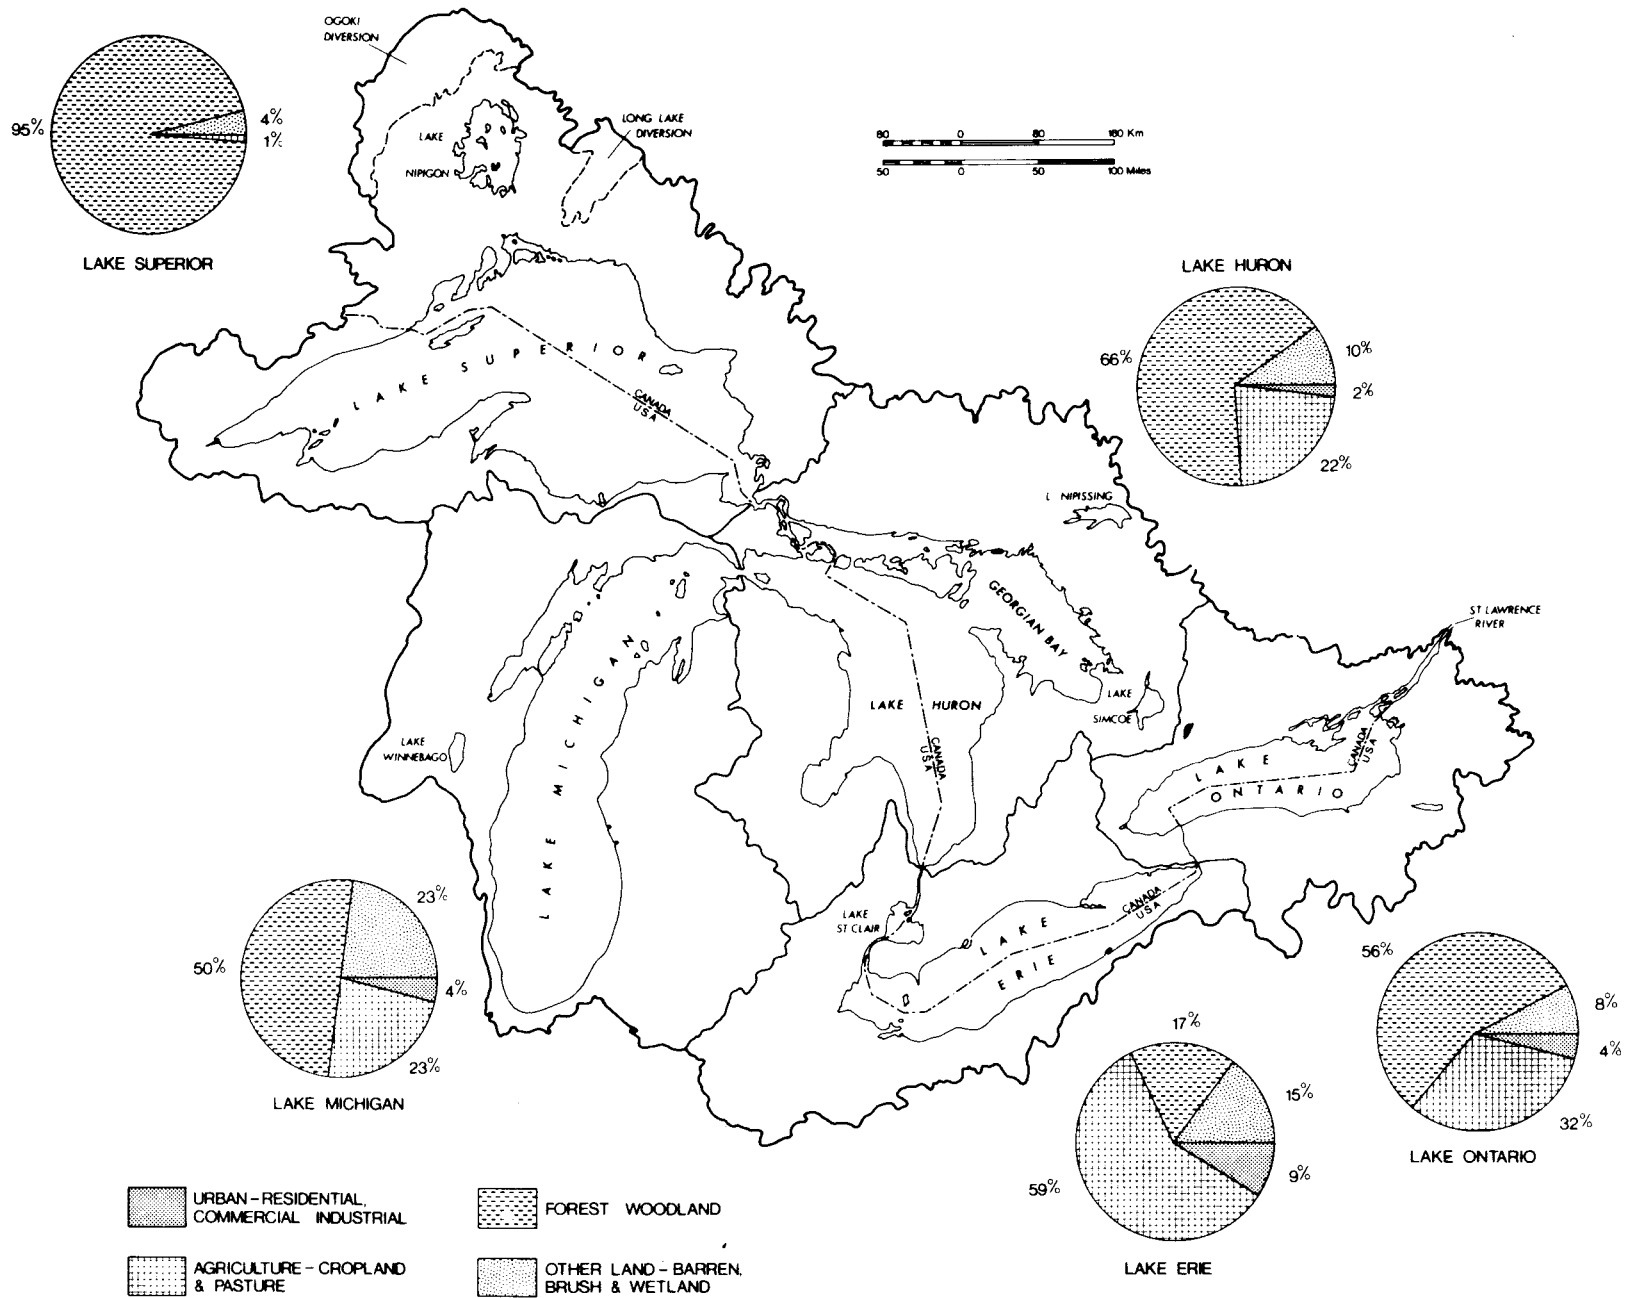 OGOKI
DIVERSION
95%
4%
1%
LAKE SUPERIOR
LAKE
NIPIGON
LONG LAKE
DIVERSION
80 0 80 160 Km
50 0 50 100 Miles
LAKE HURON
66%
10%
2%
22%
LAKE SUPERIOR
CANADA
USA
L NIPISSING
GEORGIAN BAY
ST LAWRENCE
RIVER
LAKE HURON
LAKE
SIMCOE
CANADA
USA
LAKE
WINNEBAGO
LAKE MICHIGAN
LAKE
ONTARIO
CANADA
USA
LAKE
ST CLAIR
LAKE
ERIE
CANADA
USA
23%
50%
4%
23%
LAKE MICHIGAN
56%
8%
4%
32%
LAKE ONTARIO
17%
15%
59%
9%
LAKE ERIE
URBAN-RESIDENTIAL,
COMMERCIAL INDUSTRIAL
FOREST WOODLAND
AGRICULTURE-CROPLAND
& PASTURE
OTHER LAND-BARREN,
BRUSH & WETLAND